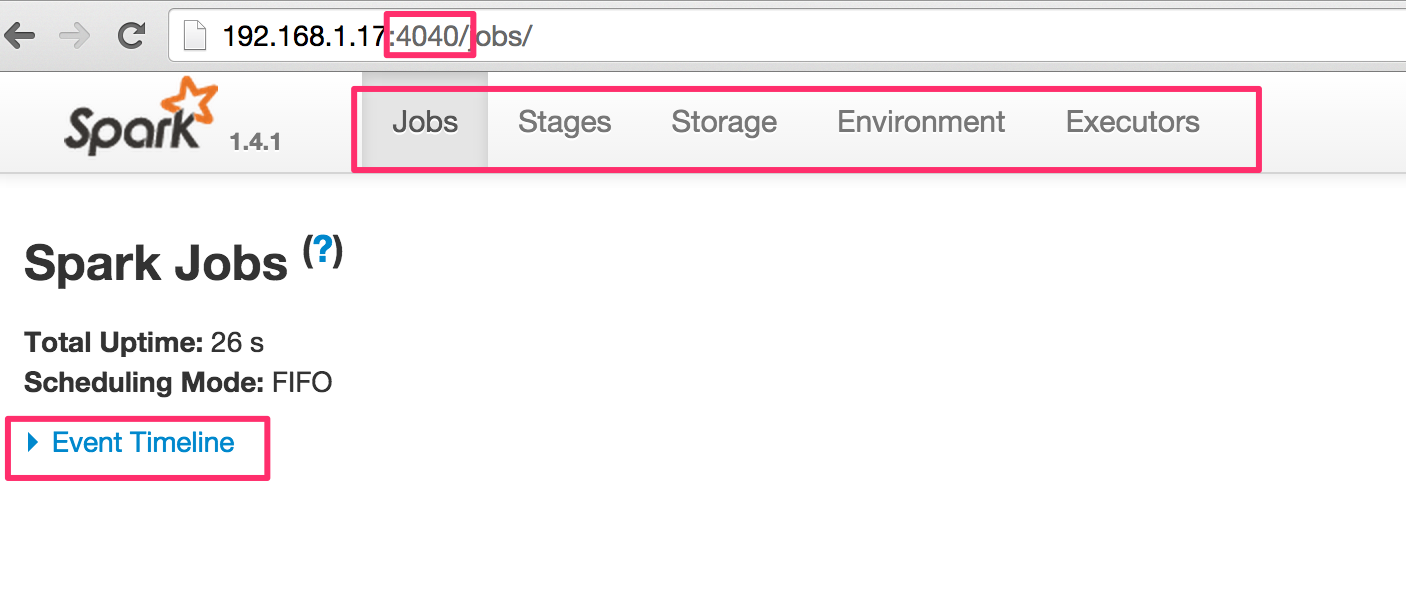 192.168.1.17:4040/jobs/
Spark 1.4.1 Jobs Stages Storage Environment Executors
Spark Jobs (?)
Total Uptime: 26 s
Scheduling Mode: FIFO
Event Timeline